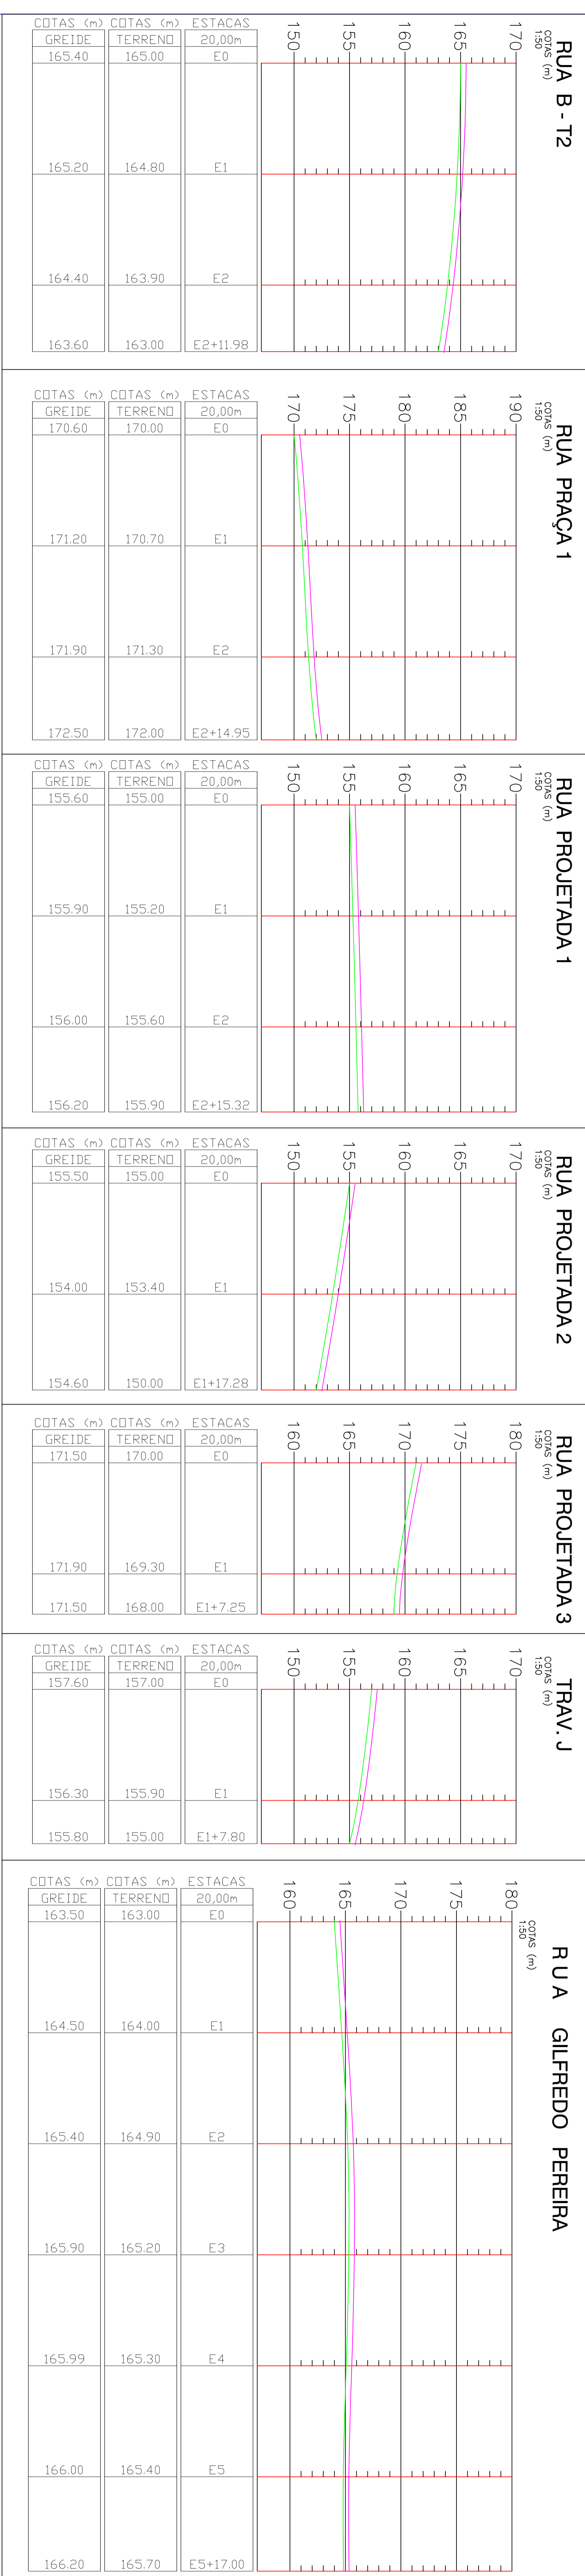 RUA B - T2
COTAS (m)
1:50
170
165
160
155
150
COTAS (m) COTAS (m) ESTACAS
GREIDE TERRENO 20,00m
165.40 165.00 E0
165.20 164.80 E1
164.40 163.90 E2
163.60 163.00 E2+11.98
RUA PRAÇA 1
COTAS (m)
1:50
190
185
180
175
170
COTAS (m) COTAS (m) ESTACAS
GREIDE TERRENO 20,00m
170.60 170.00 E0
171.20 170.70 E1
171.90 171.30 E2
172.50 172.00 E2+14.95
RUA PROJETADA 1
COTAS (m)
1:50
170
165
160
155
150
COTAS (m) COTAS (m) ESTACAS
GREIDE TERRENO 20,00m
155.60 155.00 E0
155.90 155.20 E1
156.00 155.60 E2
156.20 155.90 E2+15.32
RUA PROJETADA 2
COTAS (m)
1:50
170
165
160
155
150
COTAS (m) COTAS (m) ESTACAS
GREIDE TERRENO 20,00m
155.50 155.00 E0
154.00 153.40 E1
154.60 150.00 E1+17.28
RUA PROJETADA 3
COTAS (m)
1:50
180
175
170
165
160
COTAS (m) COTAS (m) ESTACAS
GREIDE TERRENO 20,00m
171.50 170.00 E0
171.90 169.30 E1
171.50 168.00 E1+7.25
TRAV. J
COTAS (m)
1:50
170
165
160
155
150
COTAS (m) COTAS (m) ESTACAS
GREIDE TERRENO 20,00m
157.60 157.00 E0
156.30 155.90 E1
155.80 155.00 E1+7.80
RUA GILFREDO PEREIRA
COTAS (m)
1:50
180
175
170
165
160
COTAS (m) COTAS (m) ESTACAS
GREIDE TERRENO 20,00m
163.50 163.00 E0
164.50 164.00 E1
165.40 164.90 E2
165.90 165.20 E3
165.99 165.30 E4
166.00 165.40 E5
166.20 165.70 E5+17.00